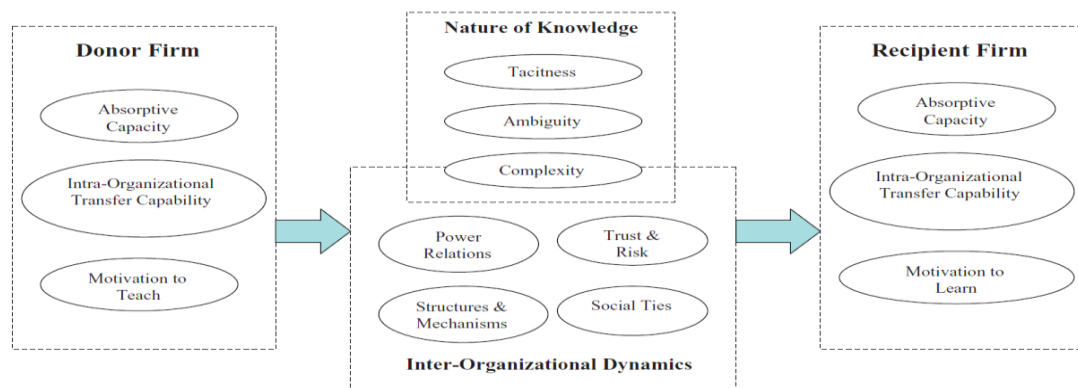 Donor Firm
Absorptive
Capacity
Intra-Organizational
Transfer Capability
Motivation to
Teach
Nature of Knowledge
Tacitness
Ambiguity
Complexity
Power
Relations
Trust &
Risk
Structures &
Mechanisms
Social Ties
Inter-Organizational Dynamics
Recipient Firm
Absorptive
Capacity
Intra-Organizational
Transfer Capability
Motivation to
Learn